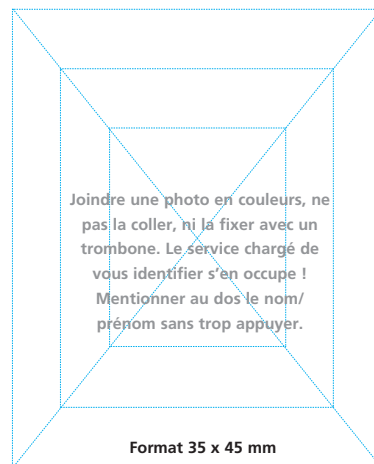 Joindre une photo en couleurs, ne
pas la coller, ni la fixer avec un
trombone. Le service chargé de
vous identifier s'en occupe !
Mentionner au dos le nom/
prénom sans trop appuyer.
Format 35 x 45 mm